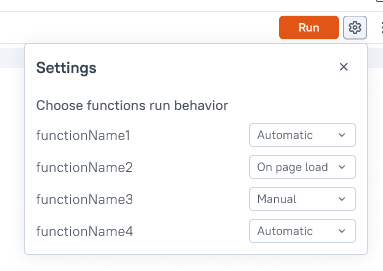 Run
Settings
Choose functions run behavior
functionName1 Automatic
functionName2 On page load
functionName3 Manual
functionName4 Automatic